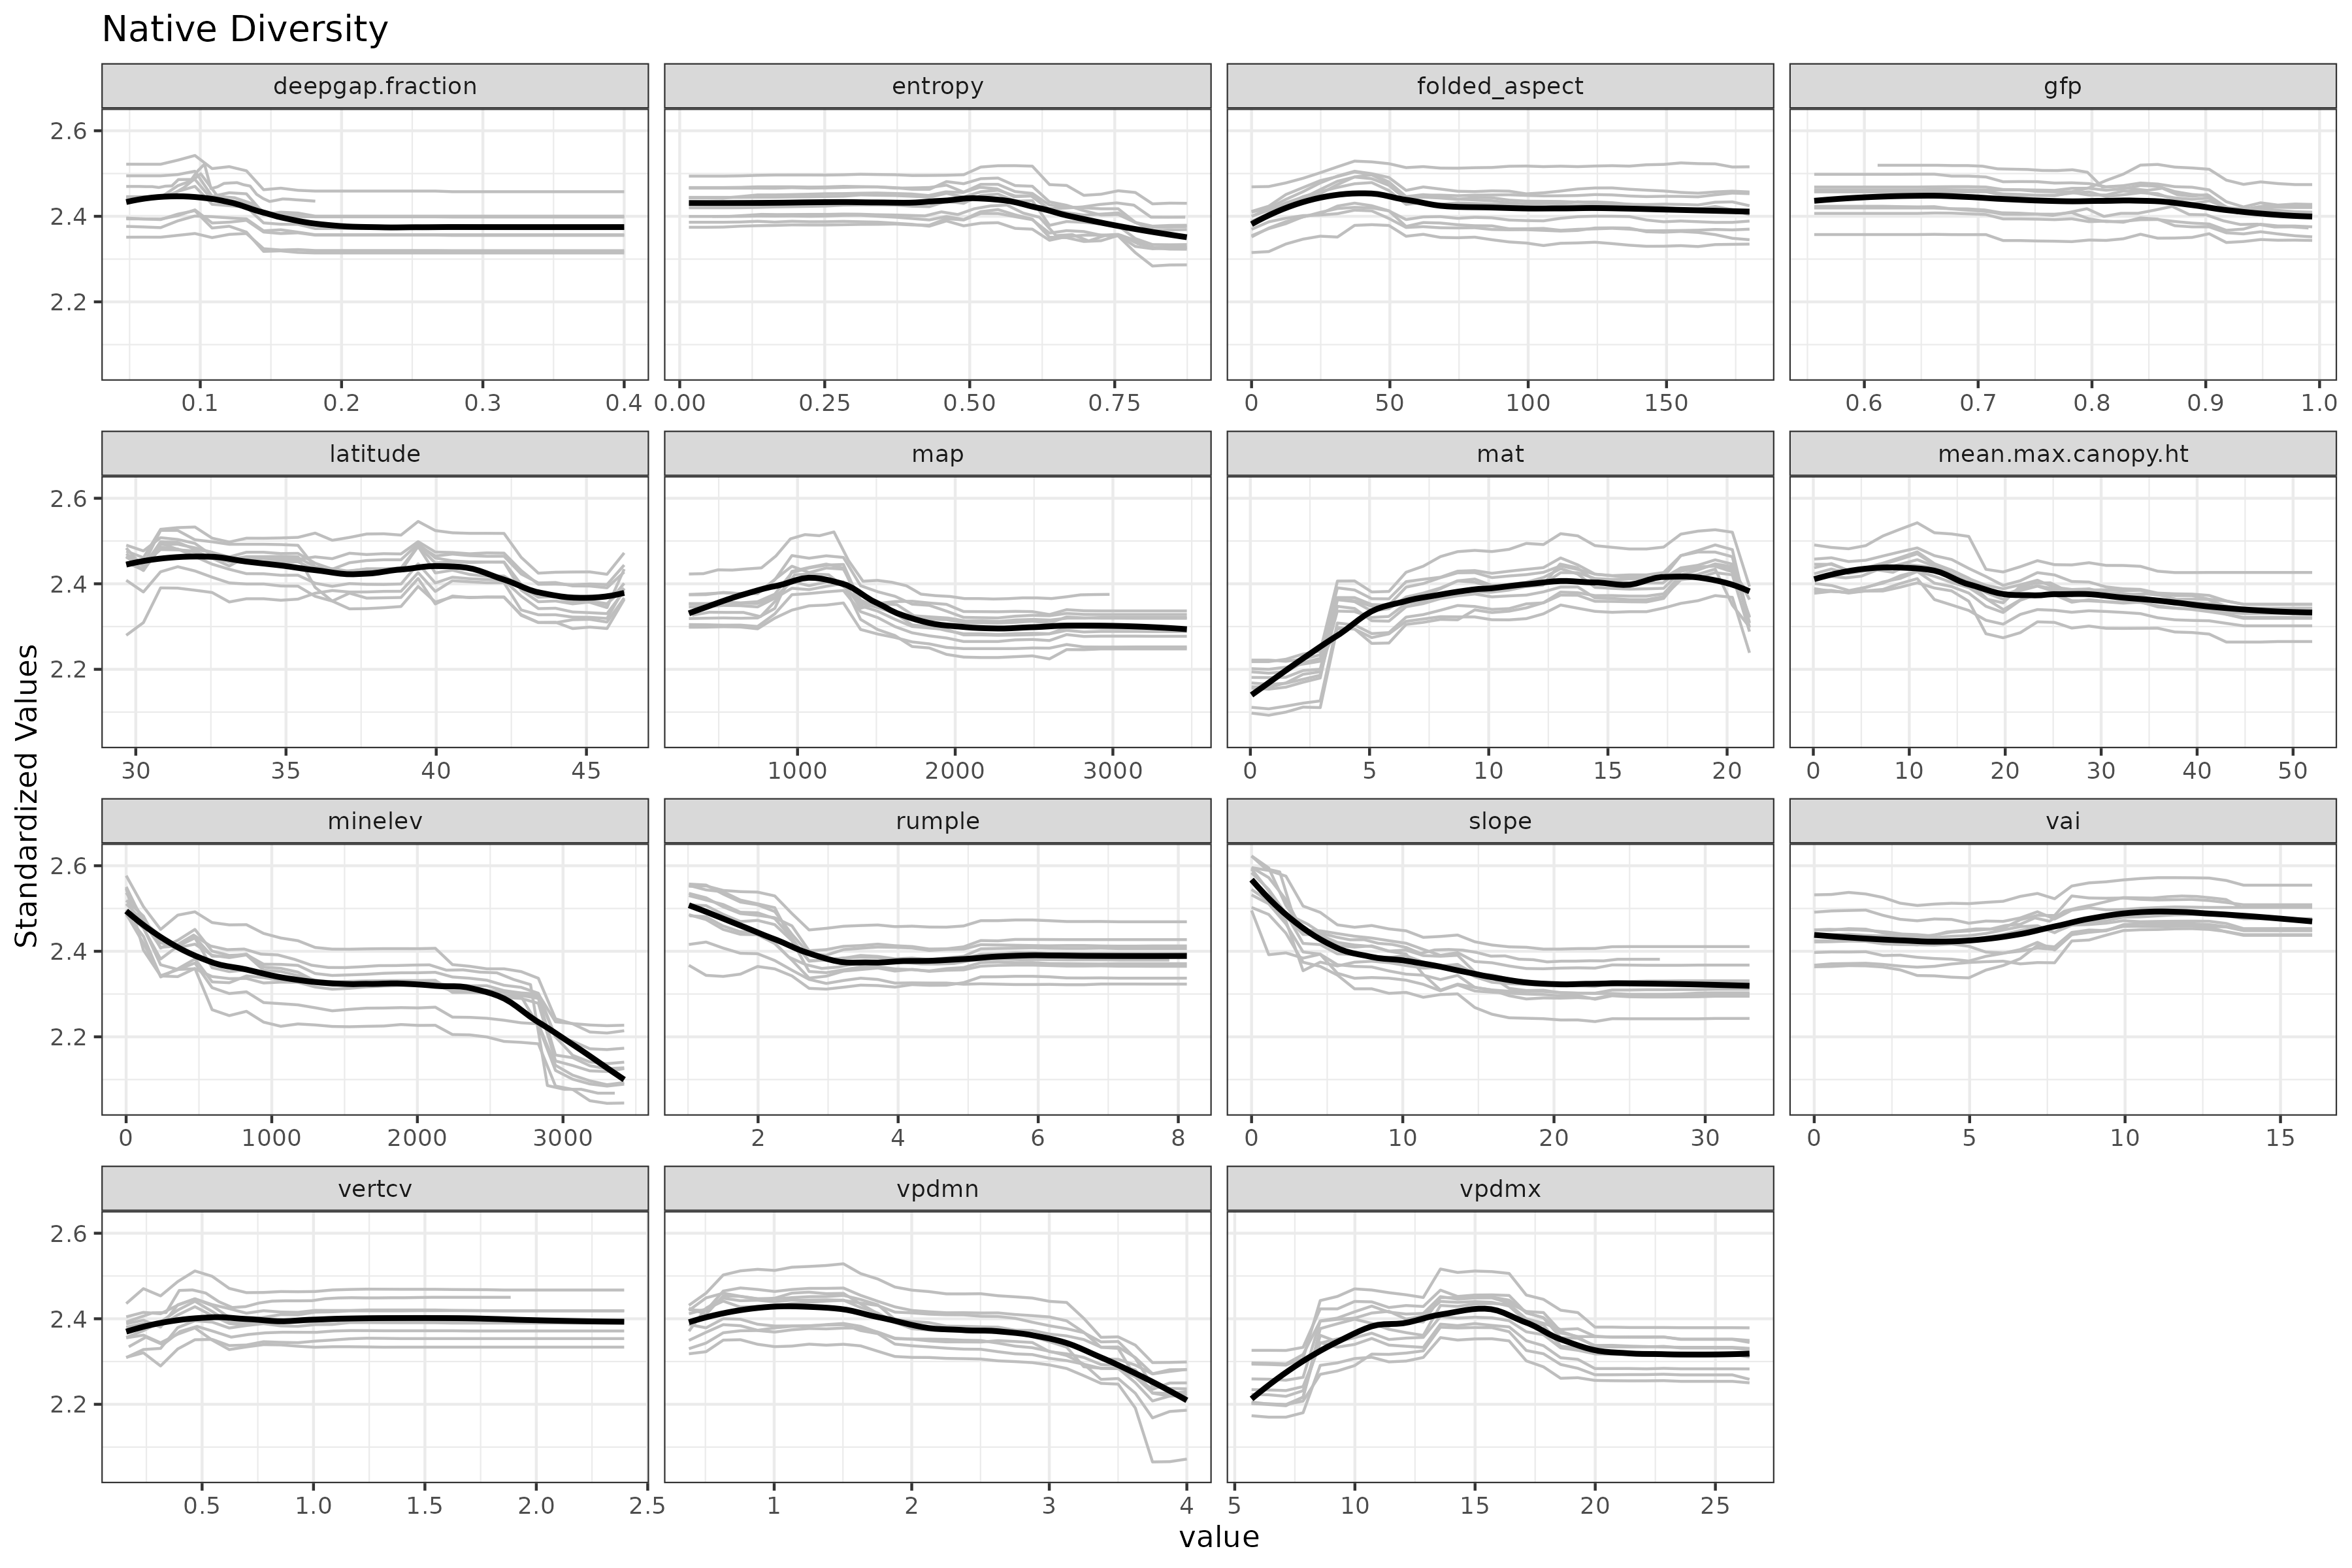 Native Diversity
deepgap.fraction entropy folded_aspect gfp
2.6
2.4
2.2
0.1 0.2 0.3 0.4 0.00 0.25 0.50 0.75 0 50 100 150 0.6 0.7 0.8 0.9 1.0
latitude map mat mean.max.canopy.ht
2.6
2.4
2.2
30 35 40 45 1000 2000 3000 0 5 10 15 20 0 10 20 30 40 50
Standardized Values
minelev rumple slope vai
2.6
2.4
2.2
0 1000 2000 3000 2 4 6 8 0 10 20 30 0 5 10 15
vertcv vpdmn vpdmx
2.6
2.4
2.2
0.5 1.0 1.5 2.0 2.5 1 2 3 4 5 10 15 20 25
value